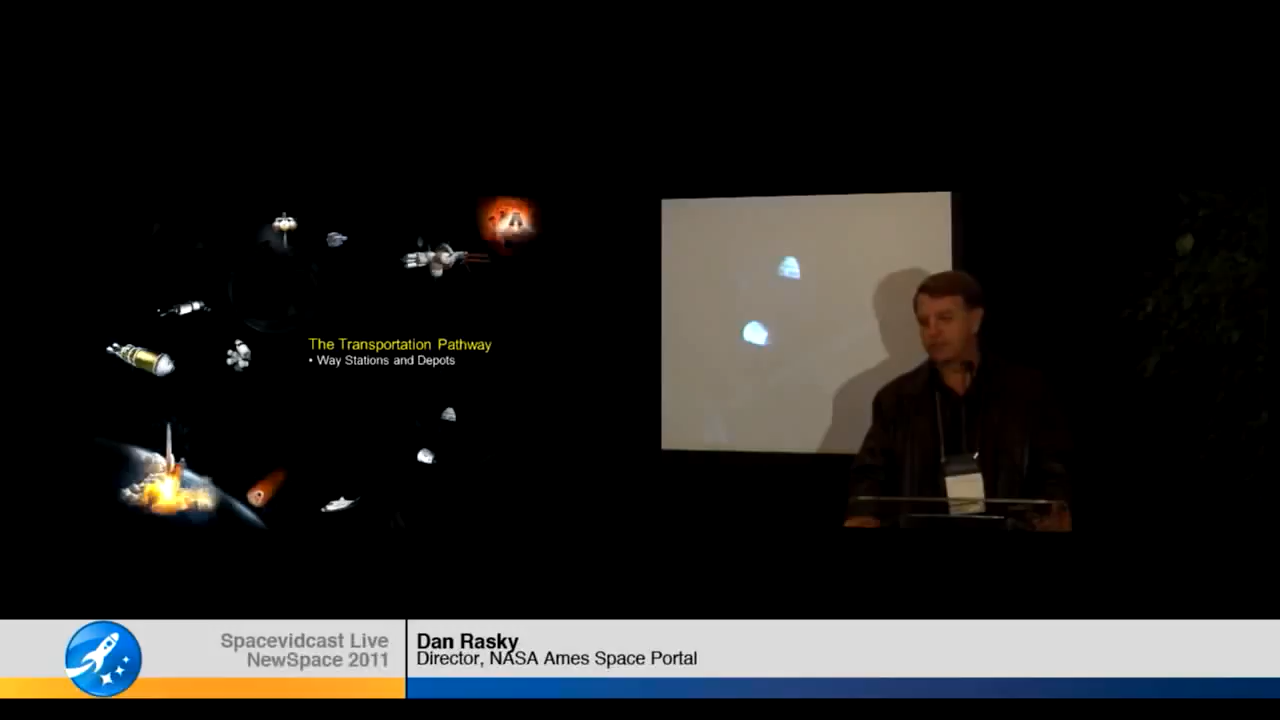 The Transportation Pathway
• Way Stations and Depots
Spacevidcast Live
NewSpace 2011
Dan Rasky
Director, NASA Ames Space Portal